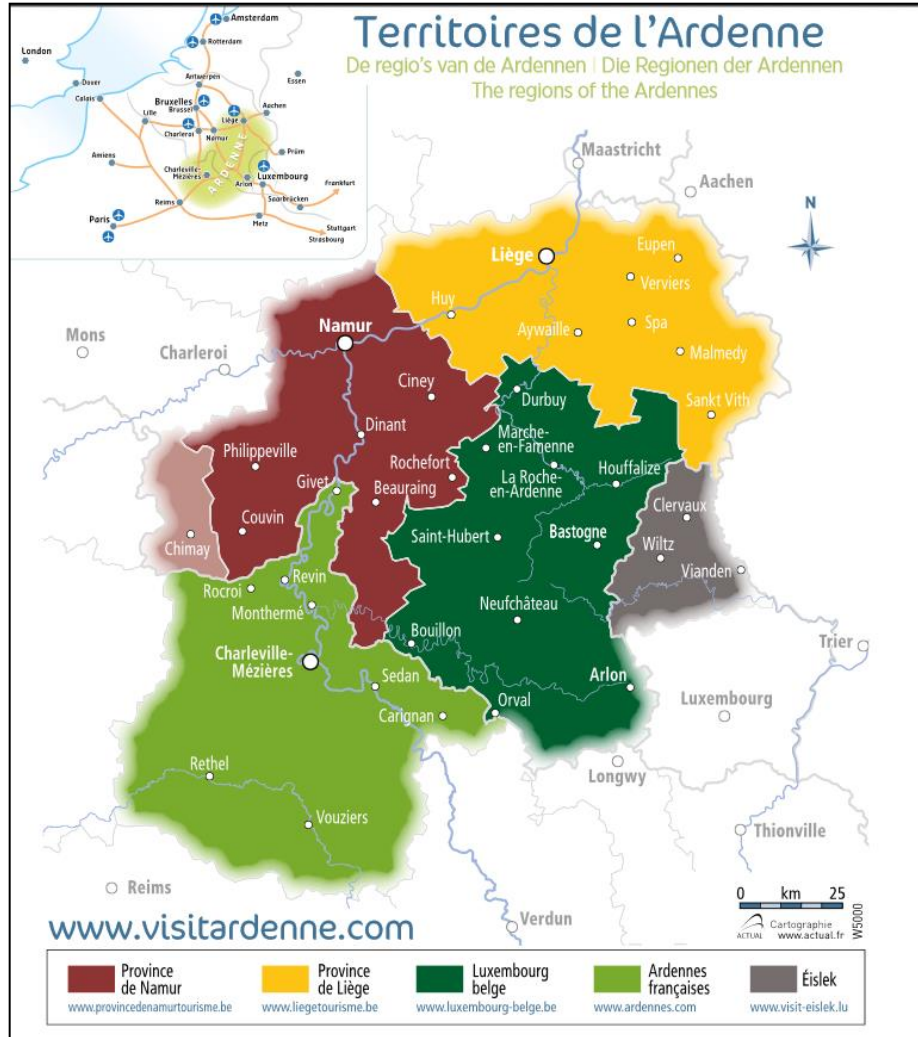 Territoires de l'Ardenne
De regio's van de Ardennen | Die Regionen der Ardennen
The regions of the Ardennes
Amsterdam
Rotterdam
London
Dover
Calais
Antwerpen
Essen
Bruxelles
Brussel
Lille
Liège
Aachen
Charleroi
Namur
Amiens
Prüm
ARDENNE
Charleville-
Mézières
Arlon
Luxembourg
Reims
Saarbrücken
Frankfurt
Paris
Metz
Stuttgart
Strasbourg
Maastricht
Aachen
N
Liège
Eupen
Verviers
Huy
Aywaille
Spa
Malmedy
Mons
Namur
Charleroi
Ciney
Durbuy
Sankt Vith
Dinant
Marche-
en-Famenne
Philippeville
Rochefort
La Roche-
en-Ardenne
Houffalize
Givet
Beauraing
Clervaux
Couvin
Saint-Hubert
Bastogne
Chimay
Wiltz
Vianden
Revin
Rocroi
Monthermé
Neufchâteau
Bouillon
Trier
Charleville-
Mézières
Sedan
Arlon
Orval
Luxembourg
Carignan
Longwy
Rethel
Vouziers
Thionville
Reims
Verdun
0 km 25
ACTUAL
Cartographie
www.actual.fr
W5000
www.visitardenne.com
Province
de Namur
www.provincedenamurtourisme.be
Province
de Liège
www.liegetourisme.be
Luxembourg
belge
www.luxembourg-belge.be
Ardennes
françaises
www.ardennes.com
Éislek
www.visit-eislek.lu